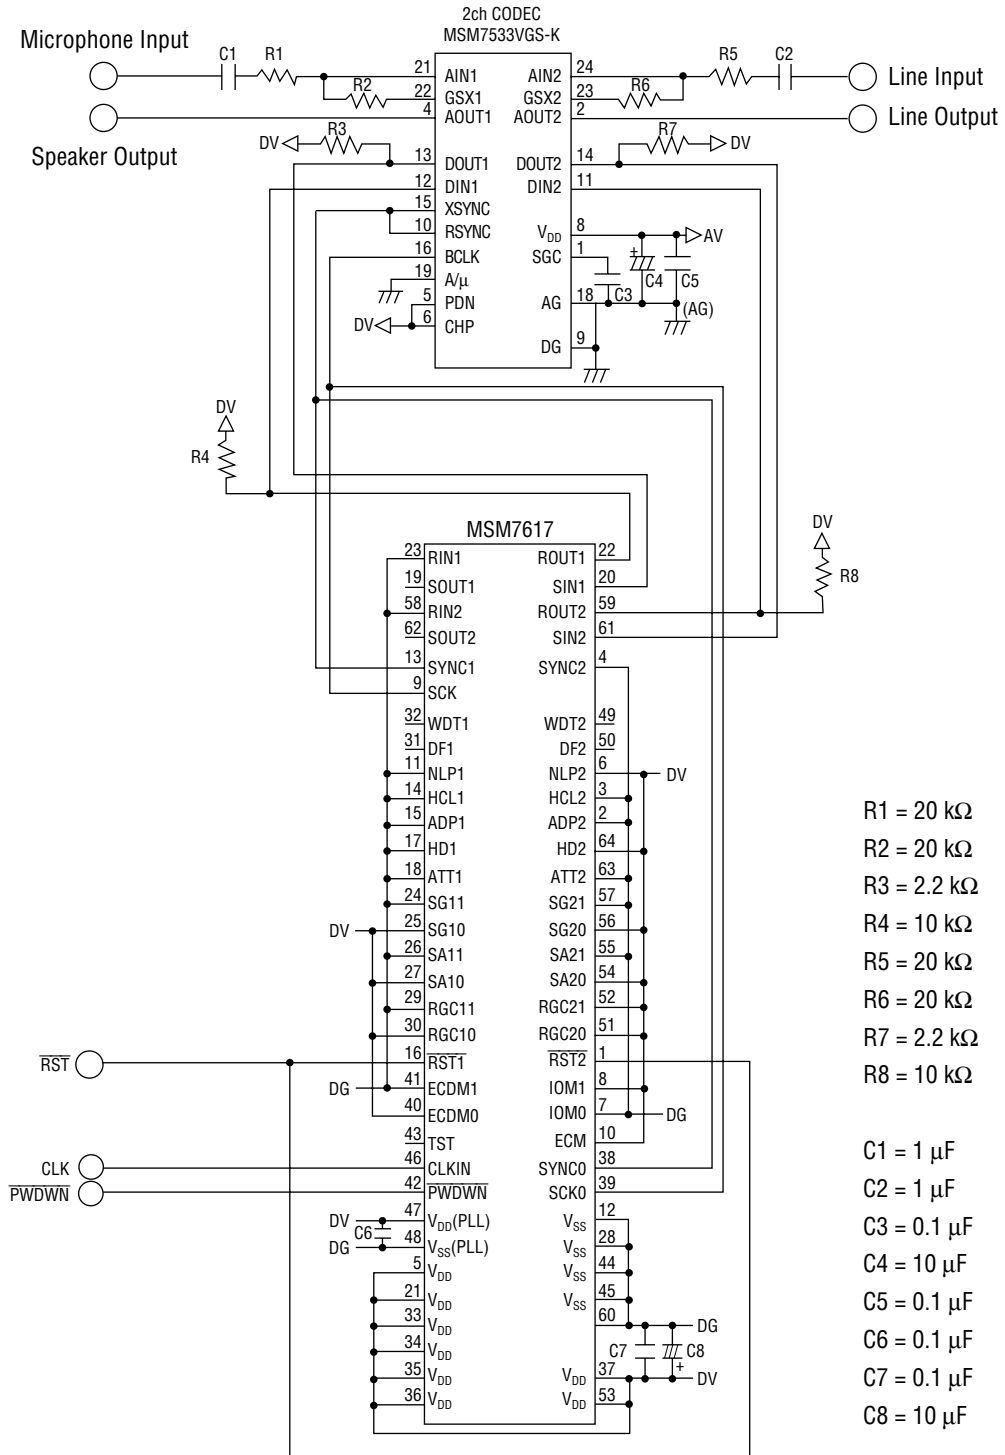 2ch CODEC
MSM7533VGS-K
Microphone Input
C1
R1
R2
21
22
4
AIN1
GSX1
AOUT1
AIN2
GSX2
AOUT2
24
23
2
R5
C2
R6
Line Input
Line Output
Speaker Output
DV
R3
13
12
15
10
16
19
5
6
DOUT1
DIN1
XSYNC
RSYNC
BCLK
A/μ
PDN
CHP
DV
DOUT2
DIN2
VDD
SGC
AG
DG
14
11
8
1
18
9
R7
DV
AV
C3
C4
+
C5
(AG)
DV
R4
MSM7617
23 RIN1
19 SOUT1
58 RIN2
62 SOUT2
13 SYNC1
9 SCK
32 WDT1
31 DF1
11 NLP1
14 HCL1
15 ADP1
17 HD1
18 ATT1
24 SG11
DV 25 SG10
26 SA11
27 SA10
29 RGC11
30 RGC10
RST 16 RST1
DG 41 ECDM1
40 ECDM0
43 TST
CLK 46 CLKIN
PWDWN 42 PWDWN
DV 47 VDD(PLL)
C6
DG 48 VSS(PLL)
5 VDD
21 VDD
33 VDD
34 VDD
35 VDD
36 VDD
ROUT1 22
SIN1 20
ROUT2 59
SIN2 61
SYNC2 4
WDT2 49
DF2 50
NLP2 6 DV
HCL2 3
ADP2 2
HD2 64
ATT2 63
SG21 57
SG20 56
SA21 55
SA20 54
RGC21 52
RGC20 51
RST2 1
IOM1 8
IOM0 7 DG
ECM 10
SYNC0 38
SCK0 39
VSS 12
VSS 28
VSS 44
VSS 45
60 DG
C7
C8
+
VDD 37 DV
VDD 53
DV
R8
R1 = 20 kΩ
R2 = 20 kΩ
R3 = 2.2 kΩ
R4 = 10 kΩ
R5 = 20 kΩ
R6 = 20 kΩ
R7 = 2.2 kΩ
R8 = 10 kΩ
C1 = 1 μF
C2 = 1 μF
C3 = 0.1 μF
C4 = 10 μF
C5 = 0.1 μF
C6 = 0.1 μF
C7 = 0.1 μF
C8 = 10 μF